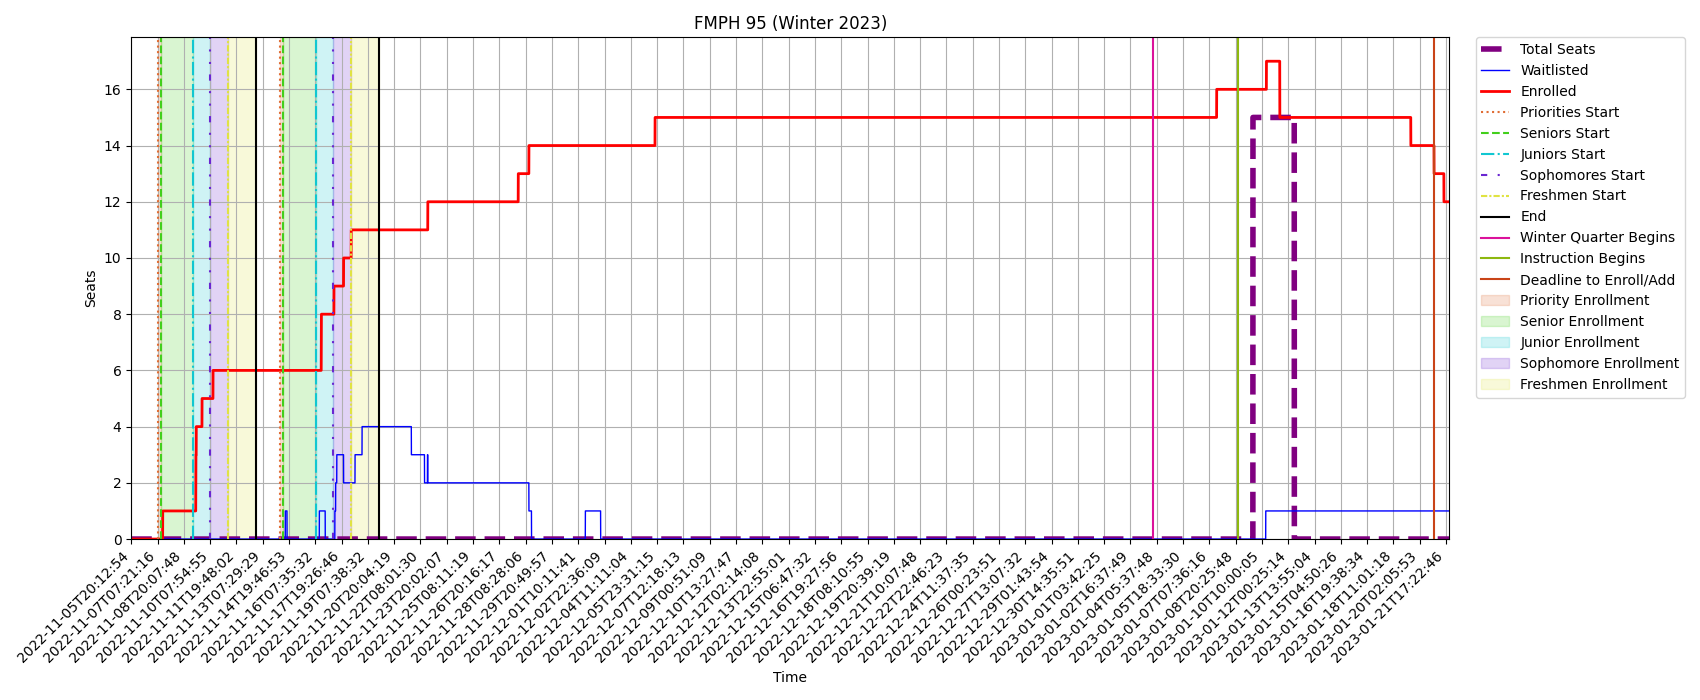 FMPH 95 (Winter 2023)
Seats
16
14
12
10
8
6
4
2
0
2022-11-05T20:12:54
2022-11-07T07:21:16
2022-11-08T20:07:48
2022-11-10T07:54:55
2022-11-11T19:48:02
2022-11-13T07:29:29
2022-11-14T19:46:53
2022-11-16T07:35:32
2022-11-17T19:26:46
2022-11-19T07:38:32
2022-11-20T20:04:19
2022-11-22T08:01:30
2022-11-23T20:02:07
2022-11-25T08:11:19
2022-11-26T20:16:17
2022-11-28T08:28:06
2022-11-29T20:49:57
2022-12-01T10:11:41
2022-12-02T22:36:09
2022-12-04T11:11:04
2022-12-05T23:31:15
2022-12-07T12:18:13
2022-12-09T00:51:09
2022-12-10T13:27:47
2022-12-12T02:14:08
2022-12-13T22:55:01
2022-12-15T06:47:32
2022-12-16T19:27:56
2022-12-18T08:10:55
2022-12-19T20:39:19
2022-12-21T10:07:48
2022-12-22T22:46:23
2022-12-24T11:37:35
2022-12-26T00:23:51
2022-12-27T13:07:32
2022-12-29T01:43:54
2022-12-30T14:35:51
2023-01-01T03:42:25
2023-01-02T16:37:49
2023-01-04T05:37:48
2023-01-05T18:33:30
2023-01-07T07:36:16
2023-01-08T20:25:48
2023-01-10T10:00:05
2023-01-12T00:25:14
2023-01-13T13:55:04
2023-01-15T04:50:26
2023-01-16T19:38:34
2023-01-18T11:01:18
2023-01-20T02:05:53
2023-01-21T17:22:46
Time
Total Seats
Waitlisted
Enrolled
Priorities Start
Seniors Start
Juniors Start
Sophomores Start
Freshmen Start
End
Winter Quarter Begins
Instruction Begins
Deadline to Enroll/Add
Priority Enrollment
Senior Enrollment
Junior Enrollment
Sophomore Enrollment
Freshmen Enrollment